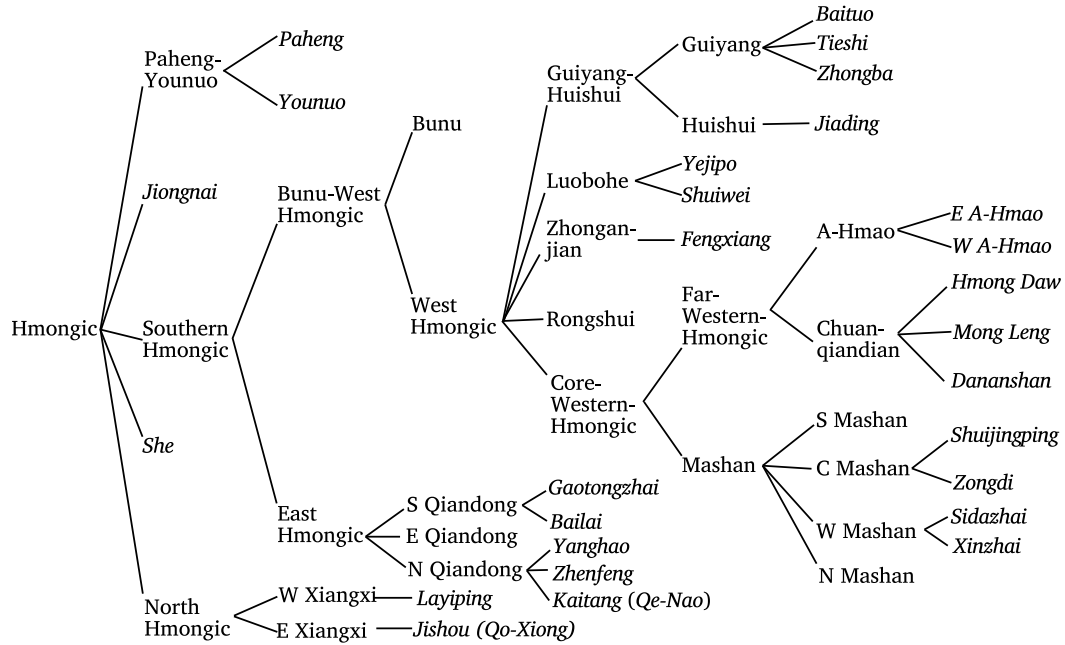 Baituo
Paheng
Guiyang
Tieshi
Paheng-
Younuo
Guiyang-
Huishui
Zhongba
Younuo
Bunu
Huishui
Jiading
Yejipo
Jiongnai
Bunu-West
Hmongic
Luobohe
Shuiwei
E A-Hmao
Zhongan-
jian
Fengxiang
A-Hmao
W A-Hmao
Hmong Daw
Far-
Western-
Hmongic
West
Hmongic
Rongshui
Hmongic
Southern
Hmongic
Chuan-
qiandian
Mong Leng
Dananshan
Core-
Western-
Hmongic
S Mashan
She
Shuijingping
Mashan
C Mashan
Zongdi
Gaotongzhai
S Qiandong
Bailai
East
Hmongic
E Qiandong
Sidazhai
W Mashan
Xinzhai
Yanghao
N Qiandong
Zhenfeng
N Mashan
Kaitang (Qe-Nao)
W Xiangxi
Layiping
North
Hmongic
E Xiangxi
Jishou (Qo-Xiong)